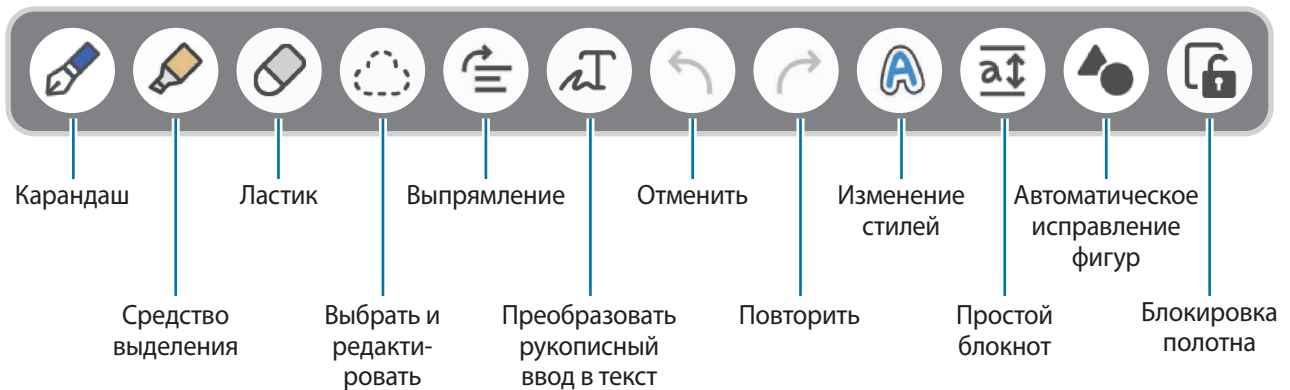 Карандаш
Ластик
Выпрямление
Отменить
Изменение
стилей
Автоматическое
исправление
фигур
Средство
выделения
Выбрать и
редакти-
ровать
Преобразовать
рукописный
ввод в текст
Повторить
Простой
блокнот
Блокировка
полотна